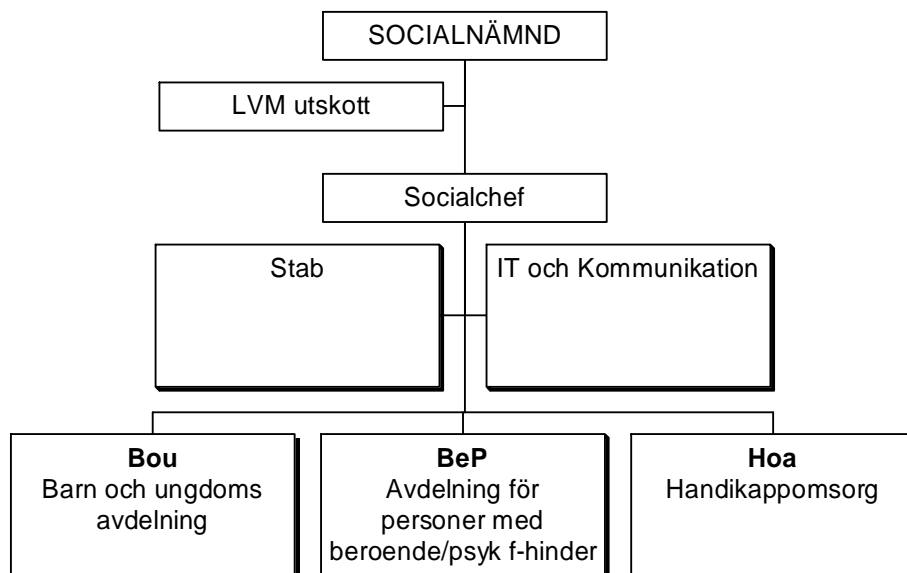 SOCIALNÄMND
LVM utskott
Socialchef
Stab
IT och Kommunikation
Bou
Barn och ungdoms
avdelning
BeP
Avdelning för
personer med
beroende/psyk f-hinder
Hoa
Handikappomsorg